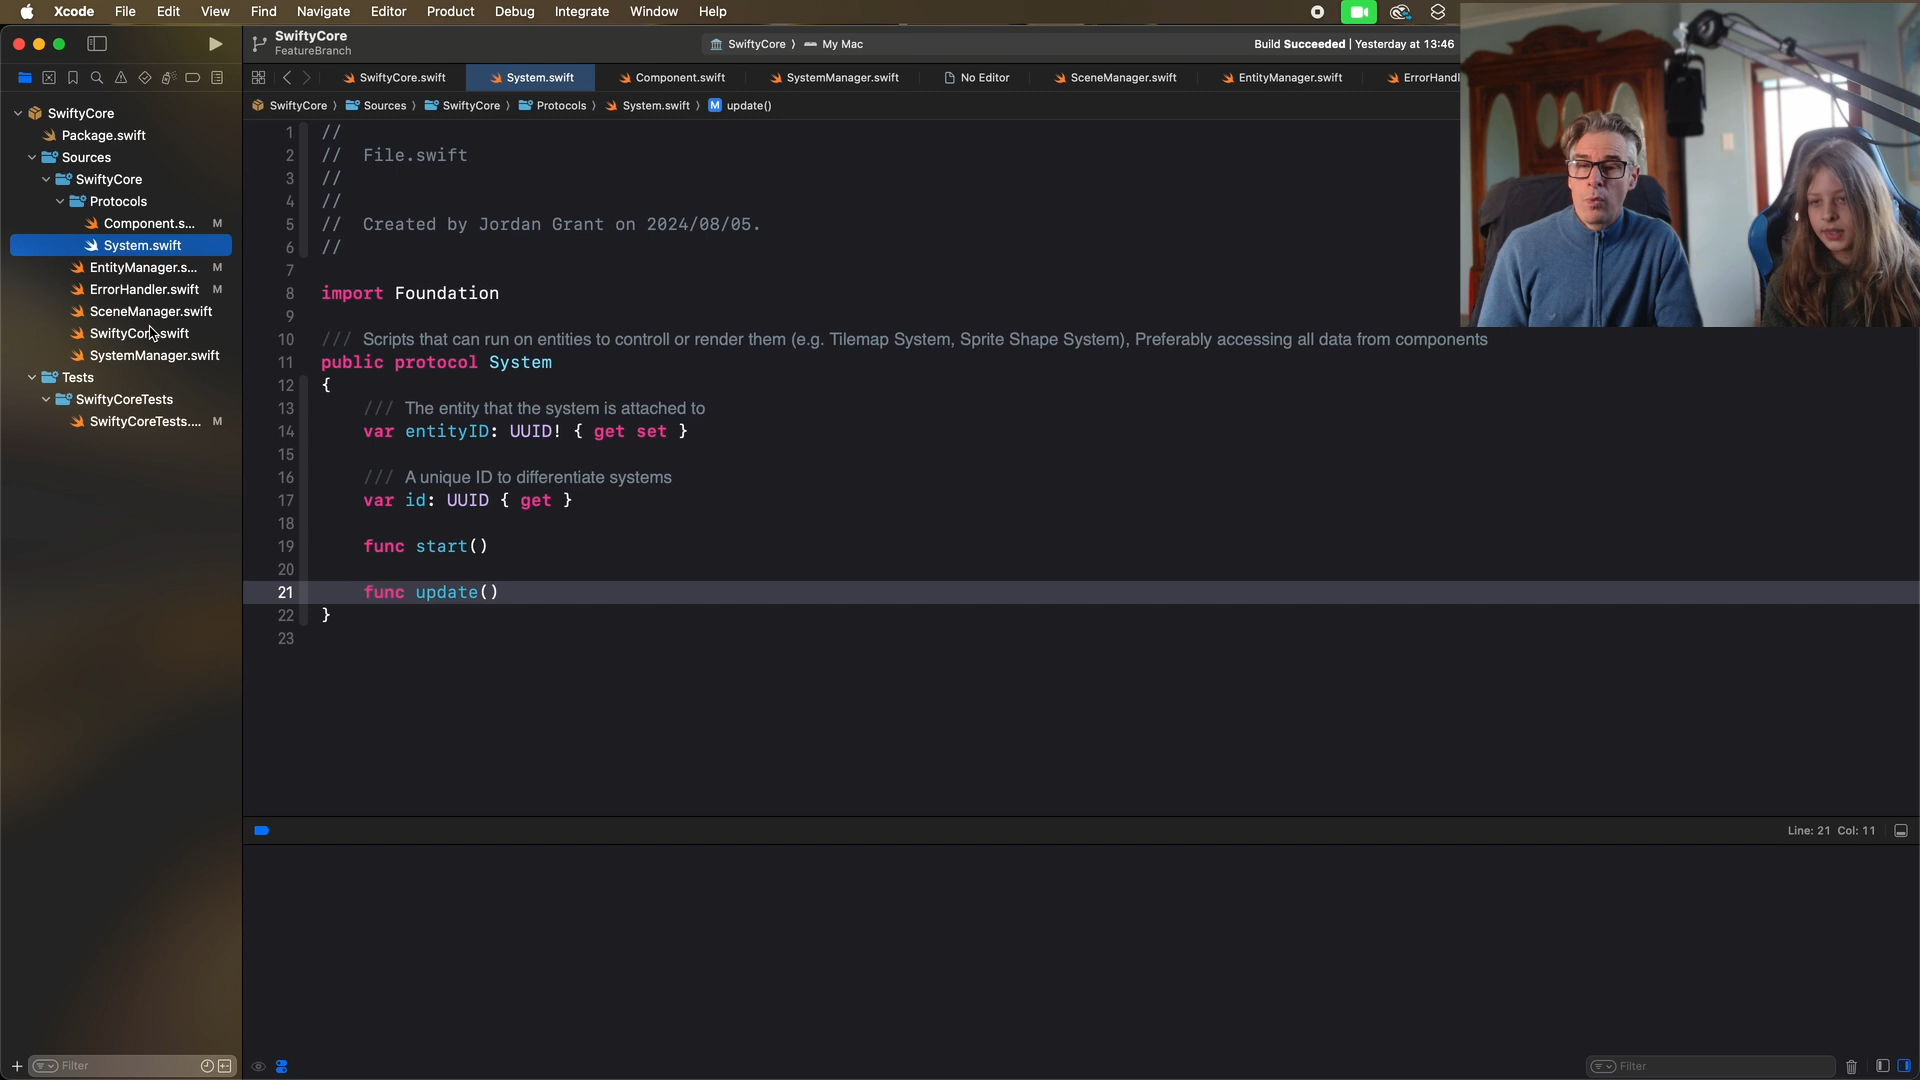 Xcode File Edit View Find Navigate Editor Product Debug Integrate Window Help
SwiftyCore
FeatureBranch
SwiftyCore 〉 My Mac
Build Succeeded | Yesterday at 13:46
SwiftyCore.swift System.swift Component.swift SystemManager.swift No Editor SceneManager.swift EntityManager.swift ErrorHandl
SwiftyCore 〉 Sources 〉 SwiftyCore 〉 Protocols 〉 System.swift 〉 M update()
SwiftyCore
Package.swift
Sources
SwiftyCore
Protocols
Component.s... M
System.swift
EntityManager.s... M
ErrorHandler.swift M
SceneManager.swift
SwiftyCore.swift
SystemManager.swift
Tests
SwiftyCoreTests
SwiftyCoreTests.... M
Filter
1 //
2 // File.swift
3 //
4 //
5 // Created by Jordan Grant on 2024/08/05.
6 //
7
8 import Foundation
9
10 /// Scripts that can run on entities to controll or render them (e.g. Tilemap System, Sprite Shape System), Preferably accessing all data from components
11 public protocol System
12 {
13 /// The entity that the system is attached to
14 var entityID: UUID! { get set }
15
16 /// A unique ID to differentiate systems
17 var id: UUID { get }
18
19 func start()
20
21 func update()
22 }
23
Line: 21 Col: 11
Filter